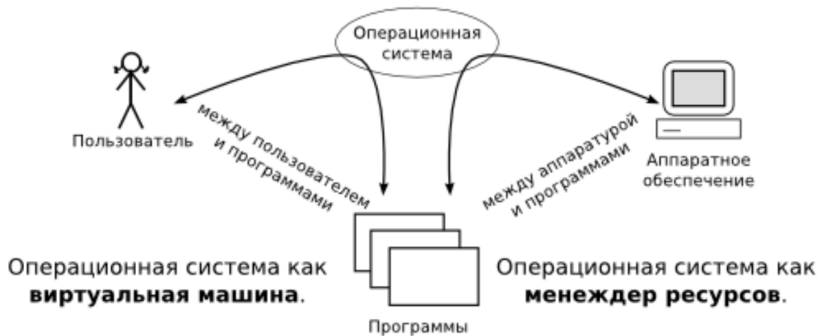 Операционная
система
Пользователь
между пользователем
и программами
между аппаратурой
и программами
Аппаратное
обеспечение
Операционная система как
виртуальная машина.
Операционная система как
менеждер ресурсов.
Программы